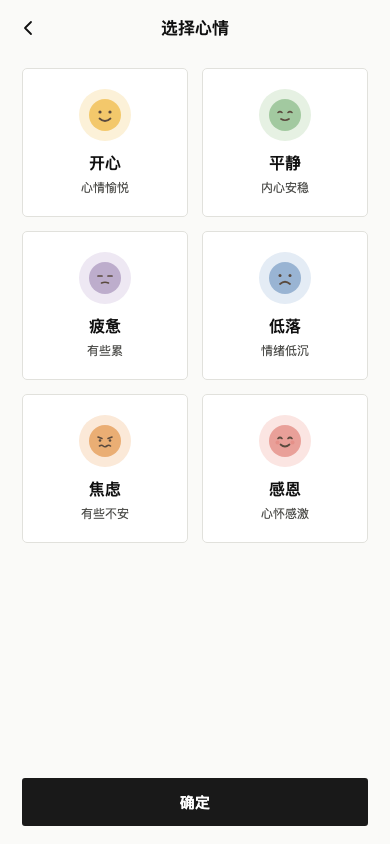 选择心情
开心
心情愉悦
平静
内心安稳
疲惫
有些累
低落
情绪低沉
焦虑
有些不安
感恩
心怀感激
确定